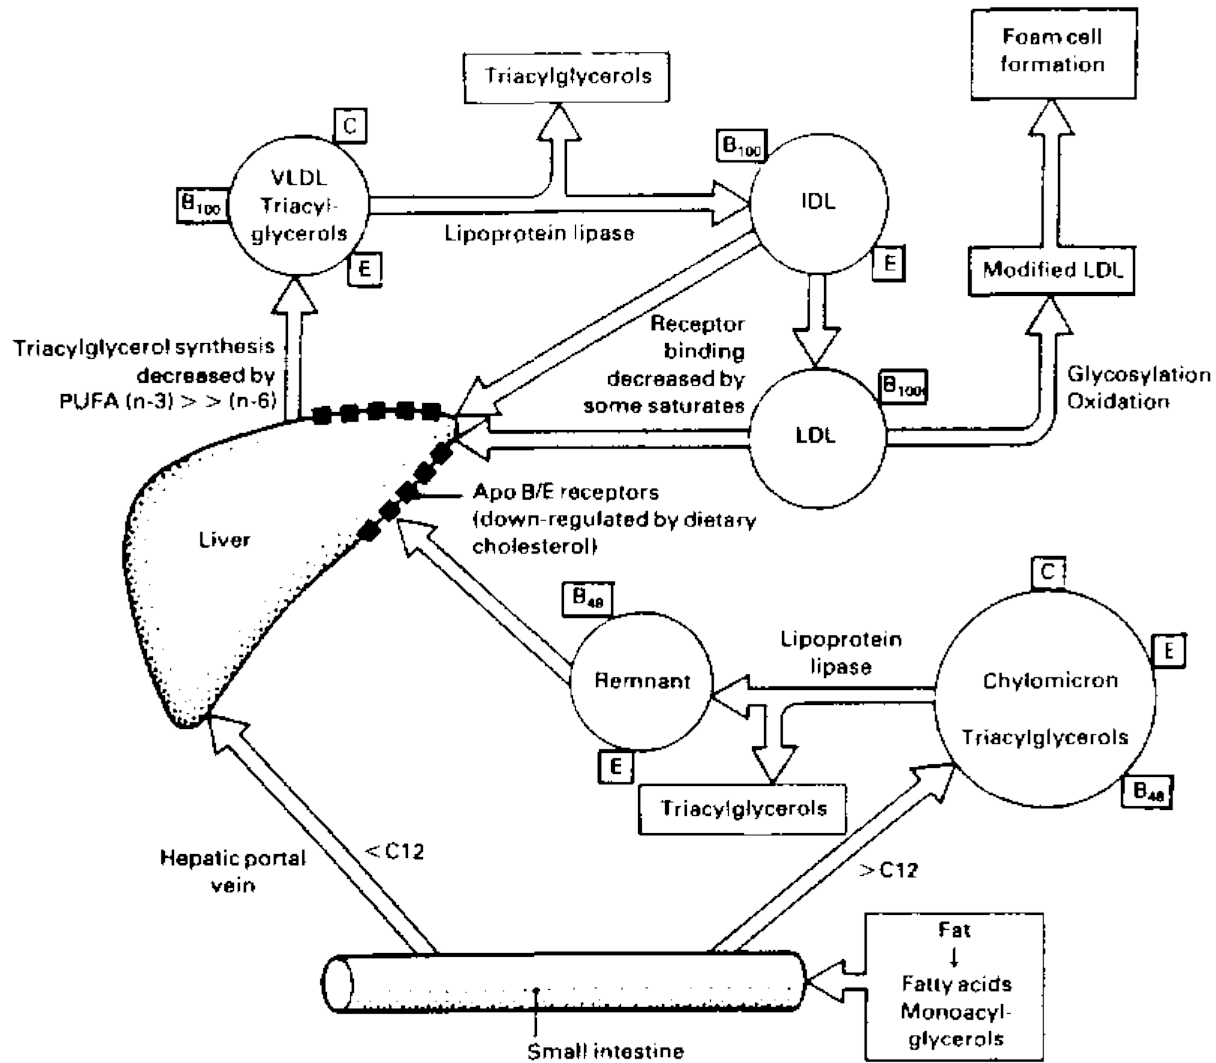 Foam cell
formation
Triacylglycerols
C
B100
VLDL
Triacyl-
glycerols
E
Lipoprotein lipase
B100
IDL
E
Modified LDL
Triacylglycerol synthesis
decreased by
PUFA (n-3) > > (n-6)
Receptor
binding
decreased by
some saturates
B100
LDL
Glycosylation
Oxidation
Liver
Apo B/E receptors
(down-regulated by dietary
cholesterol)
B48
Remnant
E
Lipoprotein
lipase
C
E
Chylomicron
Triacylglycerols
B48
Triacylglycerols
Hepatic portal
vein
< C12
> C12
Fat
↓
Fatty acids
Monoacyl-
glycerols
Small intestine